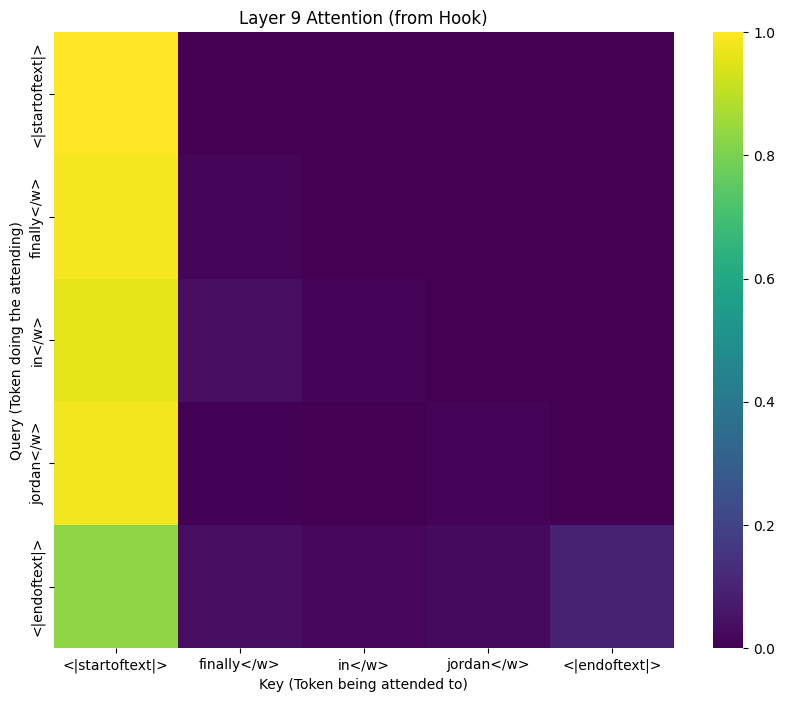 Layer 9 Attention (from Hook)
Query (Token doing the attending)
<|startoftext|>
finally</w>
in</w>
jordan</w>
<|endoftext|>
<|startoftext|>
finally</w>
in</w>
jordan</w>
<|endoftext|>
Key (Token being attended to)
1.0
0.8
0.6
0.4
0.2
0.0